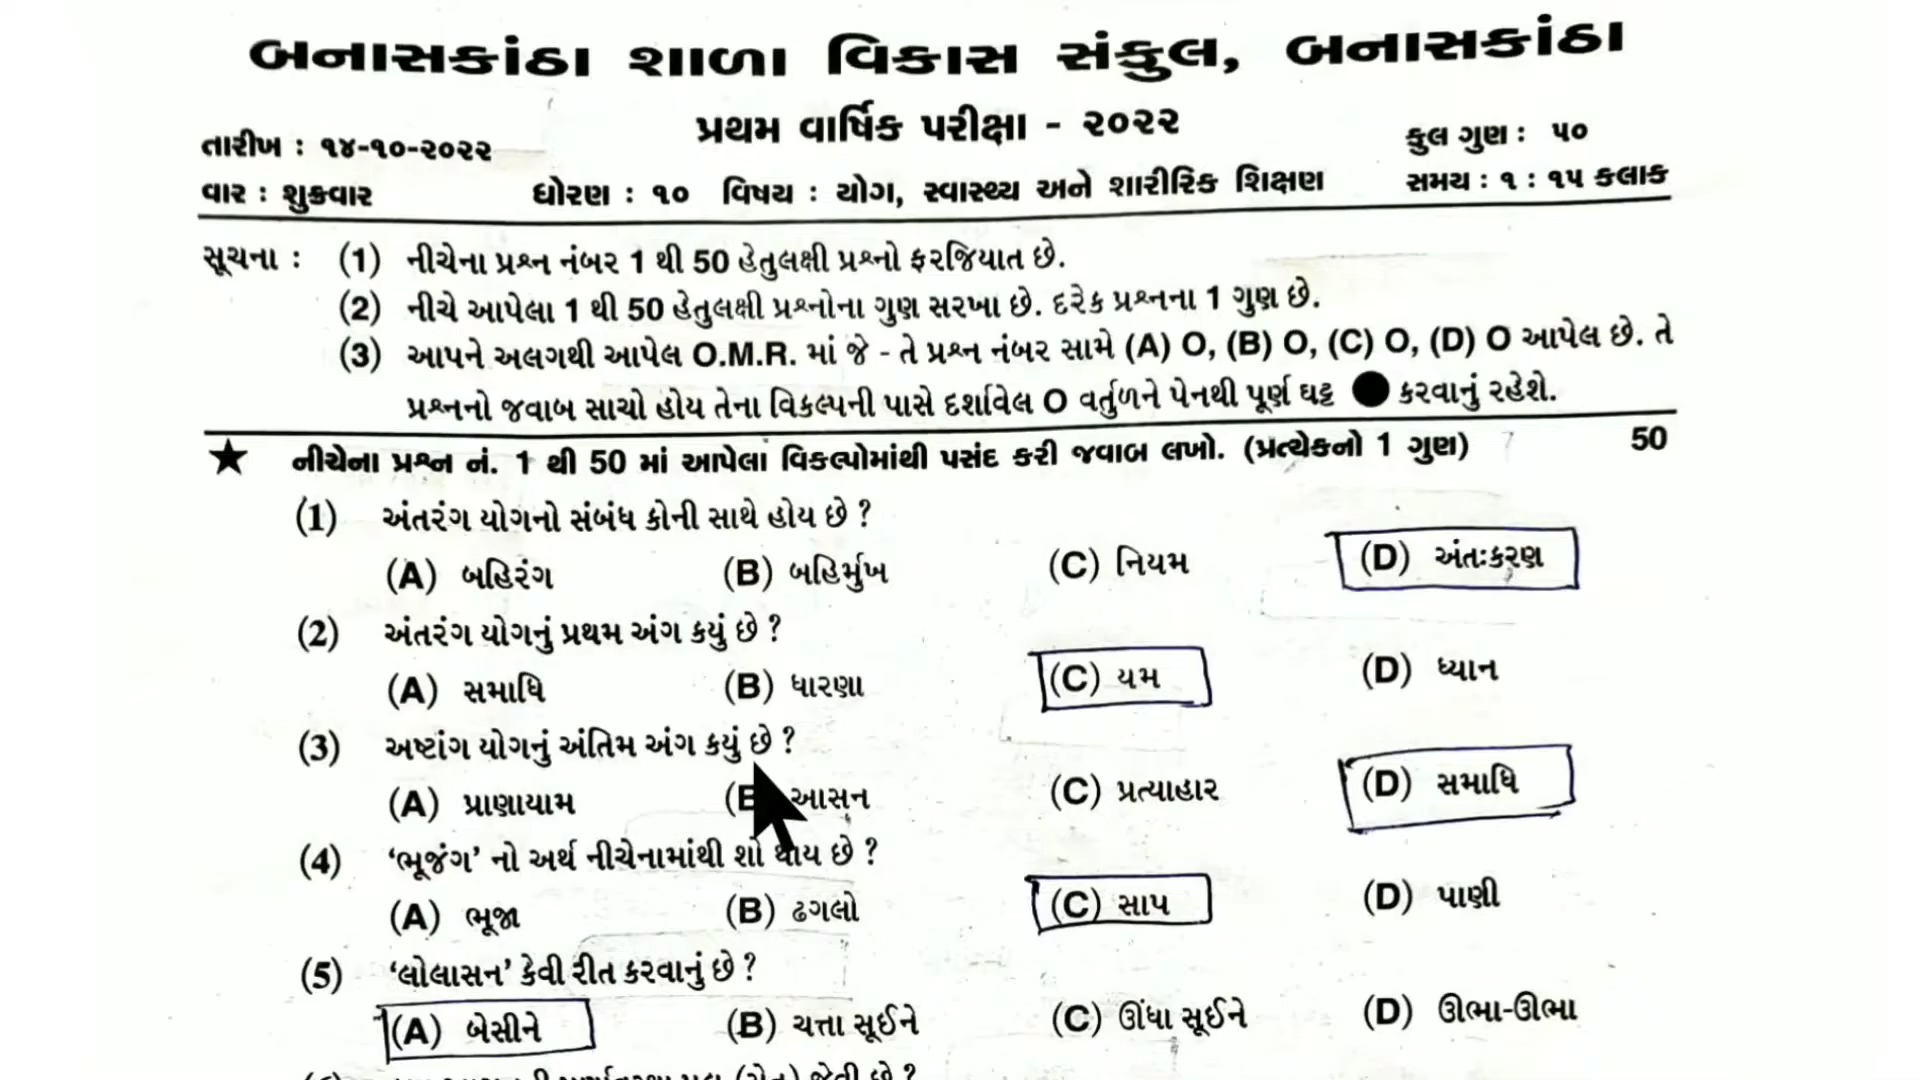 બનાસકાંઠા શાળા વિકાસ સંકુલ, બનાસકાંઠા
પ્રથમ વાર્ષિક પરીક્ષા - ૨૦૨૨
તારીખ : ૧૪-૧૦-૨૦૨૨ કુલ ગુણ : ૫૦
વાર : શુક્રવાર ધોરણ : ૧૦ વિષય : યોગ, સ્વાસ્થ્ય અને શારીરિક શિક્ષણ સમય : ૧ : ૧૫ કલાક
સૂચના : (1) નીચેના પ્રશ્ન નંબર 1 થી 50 હેતુલક્ષી પ્રશ્નો ફરજિયાત છે.
(2) નીચે આપેલા 1 થી 50 હેતુલક્ષી પ્રશ્નોના ગુણ સરખા છે. દરેક પ્રશ્નના 1 ગુણ છે.
(3) આપને અલગથી આપેલ O.M.R. માં જે - તે પ્રશ્ન નંબર સામે (A) O, (B) O, (C) O, (D) O આપેલ છે. તે
પ્રશ્નનો જવાબ સાચો હોય તેના વિકલ્પની પાસે દર્શાવેલ O વર્તુળને પેનથી પૂર્ણ ઘટ્ટ ● કરવાનું રહેશે.
★ નીચેના પ્રશ્ન નં. 1 થી 50 માં આપેલા વિકલ્પોમાંથી પસંદ કરી જવાબ લખો. (પ્રત્યેકનો 1 ગુણ) 50
(1) અંતરંગ યોગનો સંબંધ કોની સાથે હોય છે ?
(A) બહિરંગ (B) બહિર્મુખ (C) નિયમ (D) અંતઃકરણ
(2) અંતરંગ યોગનું પ્રથમ અંગ કયું છે ?
(A) સમાધિ (B) ધારણા (C) યમ (D) ધ્યાન
(3) અષ્ટાંગ યોગનું અંતિમ અંગ કયું છે ?
(A) પ્રાણાયામ (B આસન (C) પ્રત્યાહાર (D) સમાધિ
(4) ‘ભૂજંગ’ નો અર્થ નીચેનામાંથી શો થાય છે ?
(A) ભૂજા (B) ઢગલો (C) સાપ (D) પાણી
(5) ‘લોલાસન’ કેવી રીત કરવાનું છે ?
(A) બેસીને (B) ચત્તા સૂઈને (C) ઊંધા સૂઈને (D) ઊભા-ઊભા